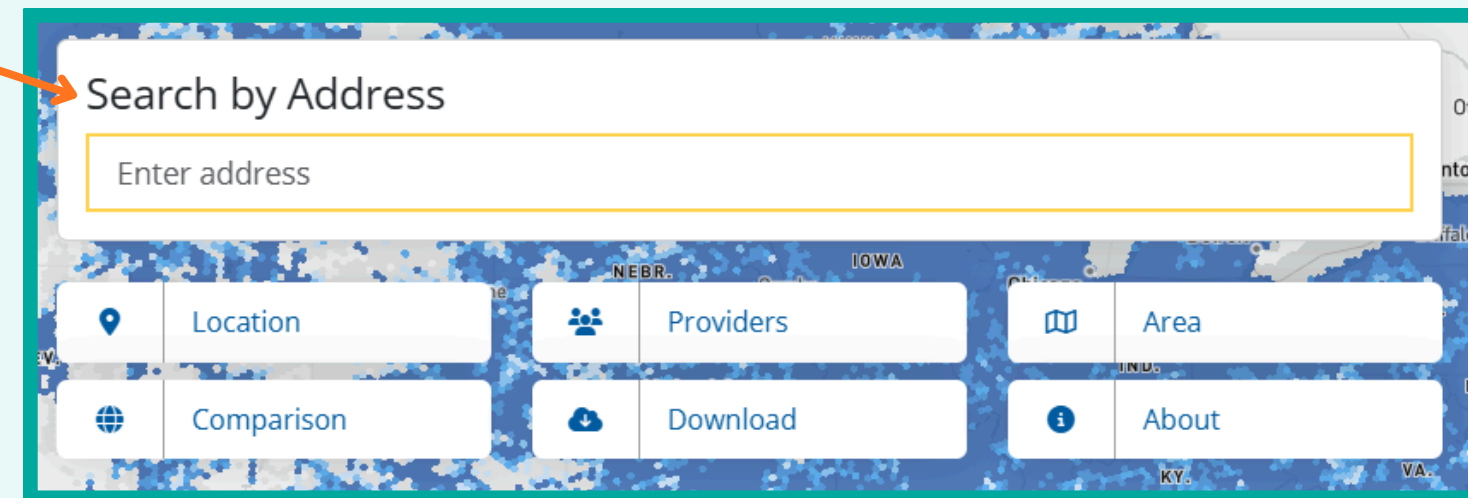 Search by Address
Enter address
IOWA
NEBR.
Location
Providers
Area
IND.
Comparison
Download
About
KY.
VA.